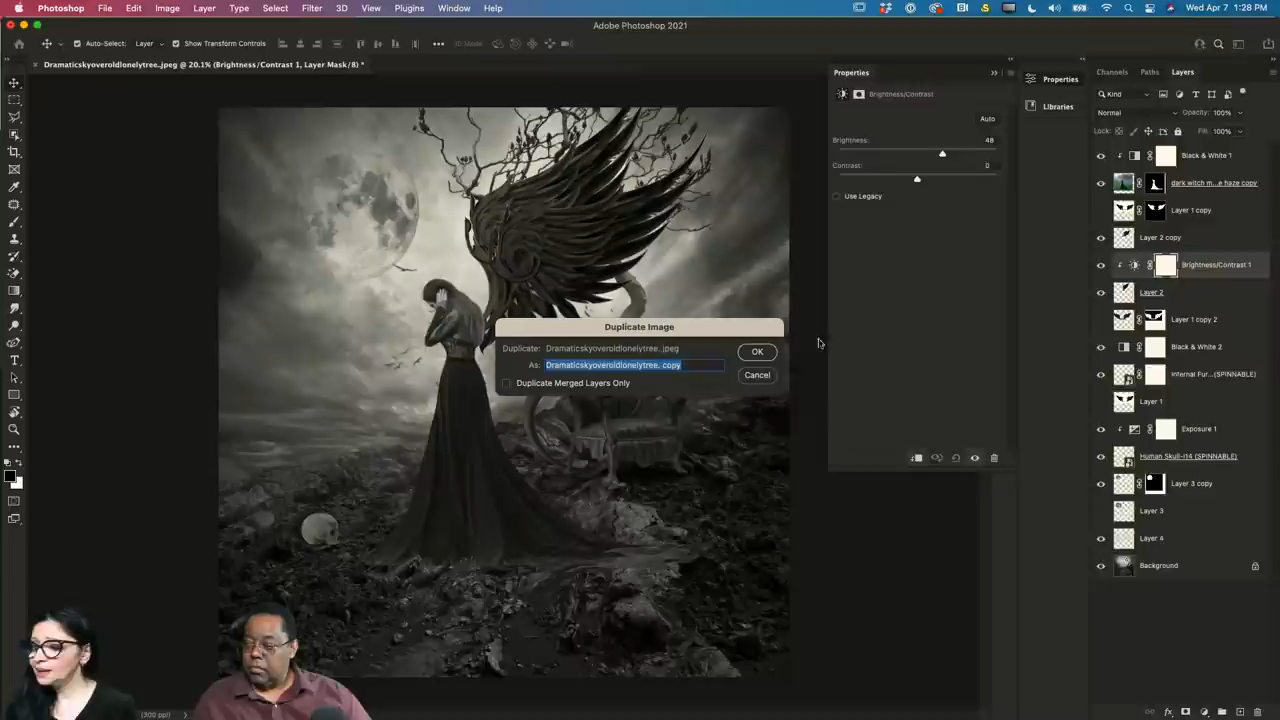 Photoshop File Edit Image Layer Type Select Filter 3D View Plugins Window Help Wed Apr 7 1:28 PM
Adobe Photoshop 2021
Auto-Select: Layer Show Transform Controls 3D Mode
Dramaticskyoveroldlonelytree..jpeg @ 20.1% (Brightness/Contrast 1, Layer Mask/8) *
Properties
Brightness/Contrast
Auto
Brightness: 48
Contrast: 0
Use Legacy
Properties
Libraries
Channels Paths Layers
Kind
Normal Opacity: 100%
Lock: Fill: 100%
Black & White 1
dark witch m...e haze copy
Layer 1 copy
Layer 2 copy
Brightness/Contrast 1
Layer 2
Layer 1 copy 2
Black & White 2
Internal Fur...(SPINNABLE)
Layer 1
Exposure 1
Human Skull-I14 (SPINNABLE)
Layer 3 copy
Layer 3
Layer 4
Background
Duplicate Image
Duplicate: Dramaticskyoveroldlonelytree..jpeg
As: Dramaticskyoveroldlonelytree. copy
Duplicate Merged Layers Only
OK
Cancel
(300 ppi)